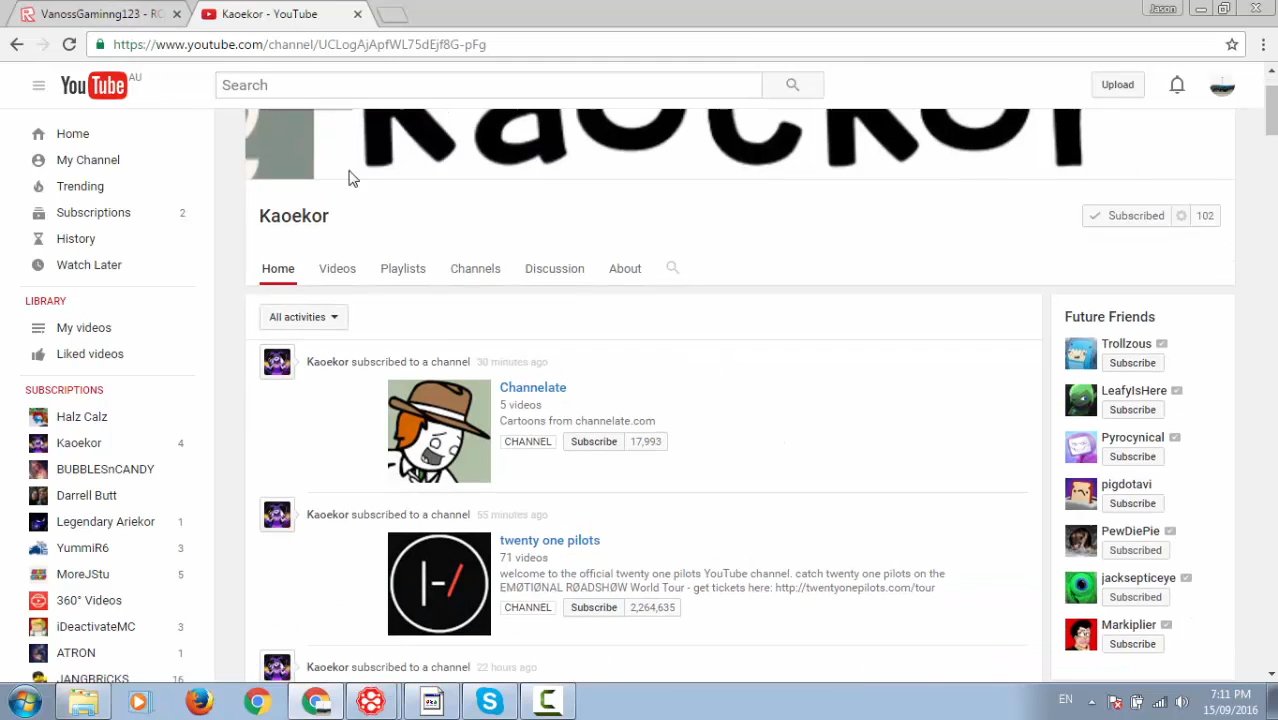 VanossGaminng123 - RO
Kaoekor - YouTube
Jason
https://www.youtube.com/channel/UCLogAjApfWL75dEjf8G-pFg
YouTube AU
Search
Upload
Home
My Channel
Trending
Subscriptions 2
History
Watch Later
LIBRARY
My videos
Liked videos
SUBSCRIPTIONS
Halz Calz
Kaoekor 4
BUBBLESnCANDY
Darrell Butt
Legendary Ariekor 1
YummiR6 3
MoreJStu 5
360° Videos
iDeactivateMC 3
ATRON 1
JANGBRiCKS 16
Kaoekor
Kaoekor
Subscribed 102
Home Videos Playlists Channels Discussion About
All activities
Kaoekor subscribed to a channel 30 minutes ago
Channelate
5 videos
Cartoons from channelate.com
CHANNEL Subscribe 17,993
Kaoekor subscribed to a channel 55 minutes ago
twenty one pilots
71 videos
welcome to the official twenty one pilots YouTube channel. catch twenty one pilots on the
EMØTIØNAL RØADSHØW World Tour - get tickets here: http://twentyonepilots.com/tour
CHANNEL Subscribe 2,264,635
Kaoekor subscribed to a channel 22 hours ago
Future Friends
Trollzous
Subscribe
LeafyIsHere
Subscribe
Pyrocynical
Subscribe
pigdotavi
Subscribe
PewDiePie
Subscribed
jacksepticeye
Subscribed
Markiplier
Subscribe
EN
7:11 PM
15/09/2016